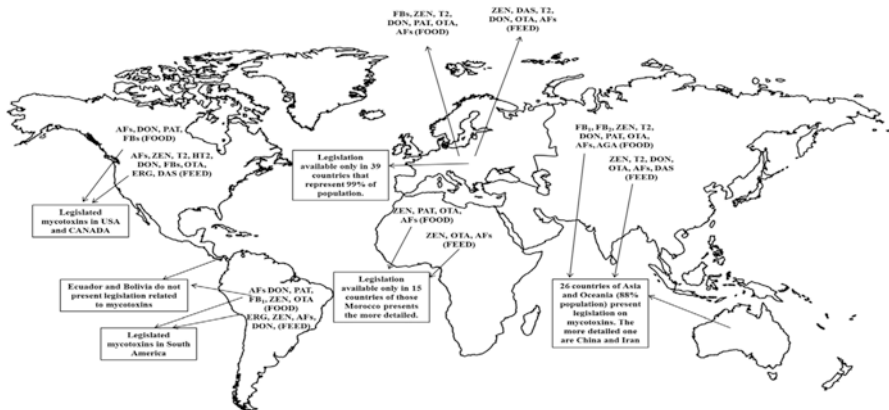 FBs, ZEN, T2,
DON, PAT, OTA,
AFs (FOOD)
ZEN, DAS, T2,
DON, OTA, AFs
(FEED)
AFs, DON, PAT,
FBs (FOOD)
AFs, ZEN, T2, HT2,
DON, FBs, OTA,
ERG, DAS (FEED)
Legislated
mycotoxins in USA
and CANADA
Legislation
available only in 39
countries that
represent 99% of
population.
FB₁, FB₂, ZEN, T2,
DON, PAT, OTA,
AFs, AGA (FOOD)
ZEN, T2, DON,
OTA, AFs, DAS
(FEED)
ZEN, PAT, OTA,
AFs (FOOD)
ZEN, OTA, AFs
(FEED)
Legislation
available only in 15
countries of those
Morocco presents
the more detailed.
Ecuador and Bolivia do not
present legislation related
to mycotoxins
AFs DON, PAT,
FB₁, ZEN, OTA
(FOOD)
ERG, ZEN, AFs,
DON, (FEED)
Legislated
mycotoxins in South
America
26 countries of Asia
and Oceania (88%
population) present
legislation on
mycotoxins. The
more detailed one
are China and Iran